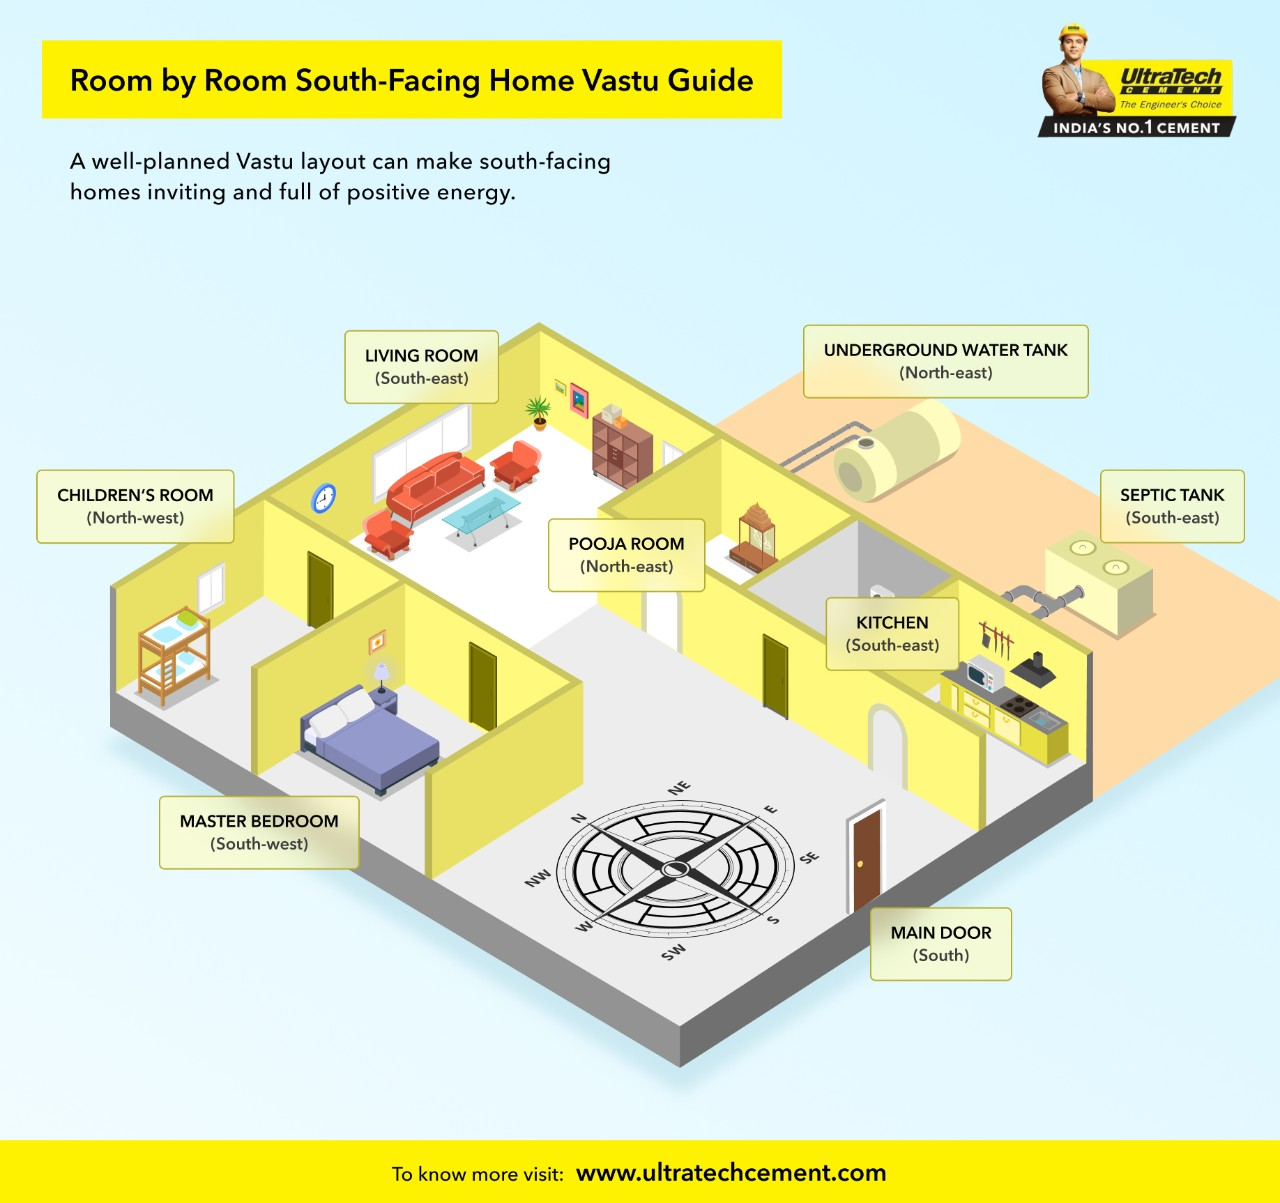 Room by Room South-Facing Home Vastu Guide
UltraTech
CEMENT
The Engineer's Choice
INDIA'S NO.1 CEMENT
A well-planned Vastu layout can make south-facing
homes inviting and full of positive energy.
LIVING ROOM
(South-east)
UNDERGROUND WATER TANK
(North-east)
CHILDREN'S ROOM
(North-west)
SEPTIC TANK
(South-east)
POOJA ROOM
(North-east)
KITCHEN
(South-east)
MASTER BEDROOM
(South-west)
NE
N
E
NW
SE
W
S
SW
MAIN DOOR
(South)
To know more visit: www.ultratechcement.com